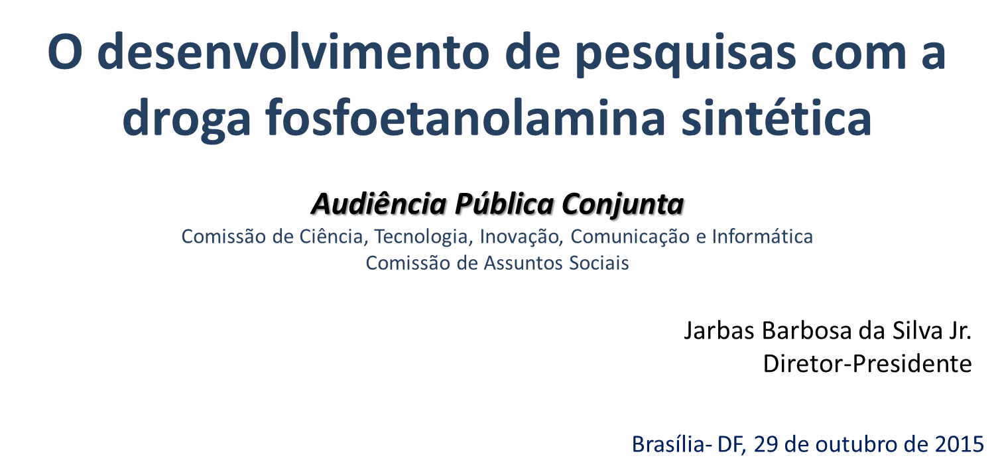 O desenvolvimento de pesquisas com a
droga fosfoetanolamina sintética
Audiência Pública Conjunta
Comissão de Ciência, Tecnologia, Inovação, Comunicação e Informática
Comissão de Assuntos Sociais
Jarbas Barbosa da Silva Jr.
Diretor-Presidente
Brasília- DF, 29 de outubro de 2015